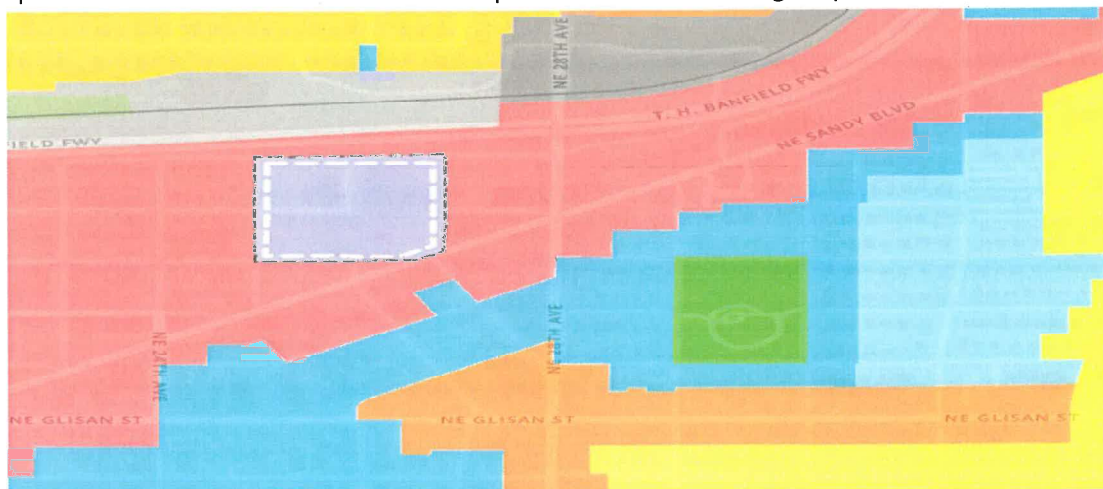 NE 28TH AVE
T. H. BANFIELD FWY
NE SANDY BLVD
FIELD FWY
NE 24TH AVE
NE 28TH AVE
NE GLISAN ST
NE GLISAN ST
NE GLISAN ST